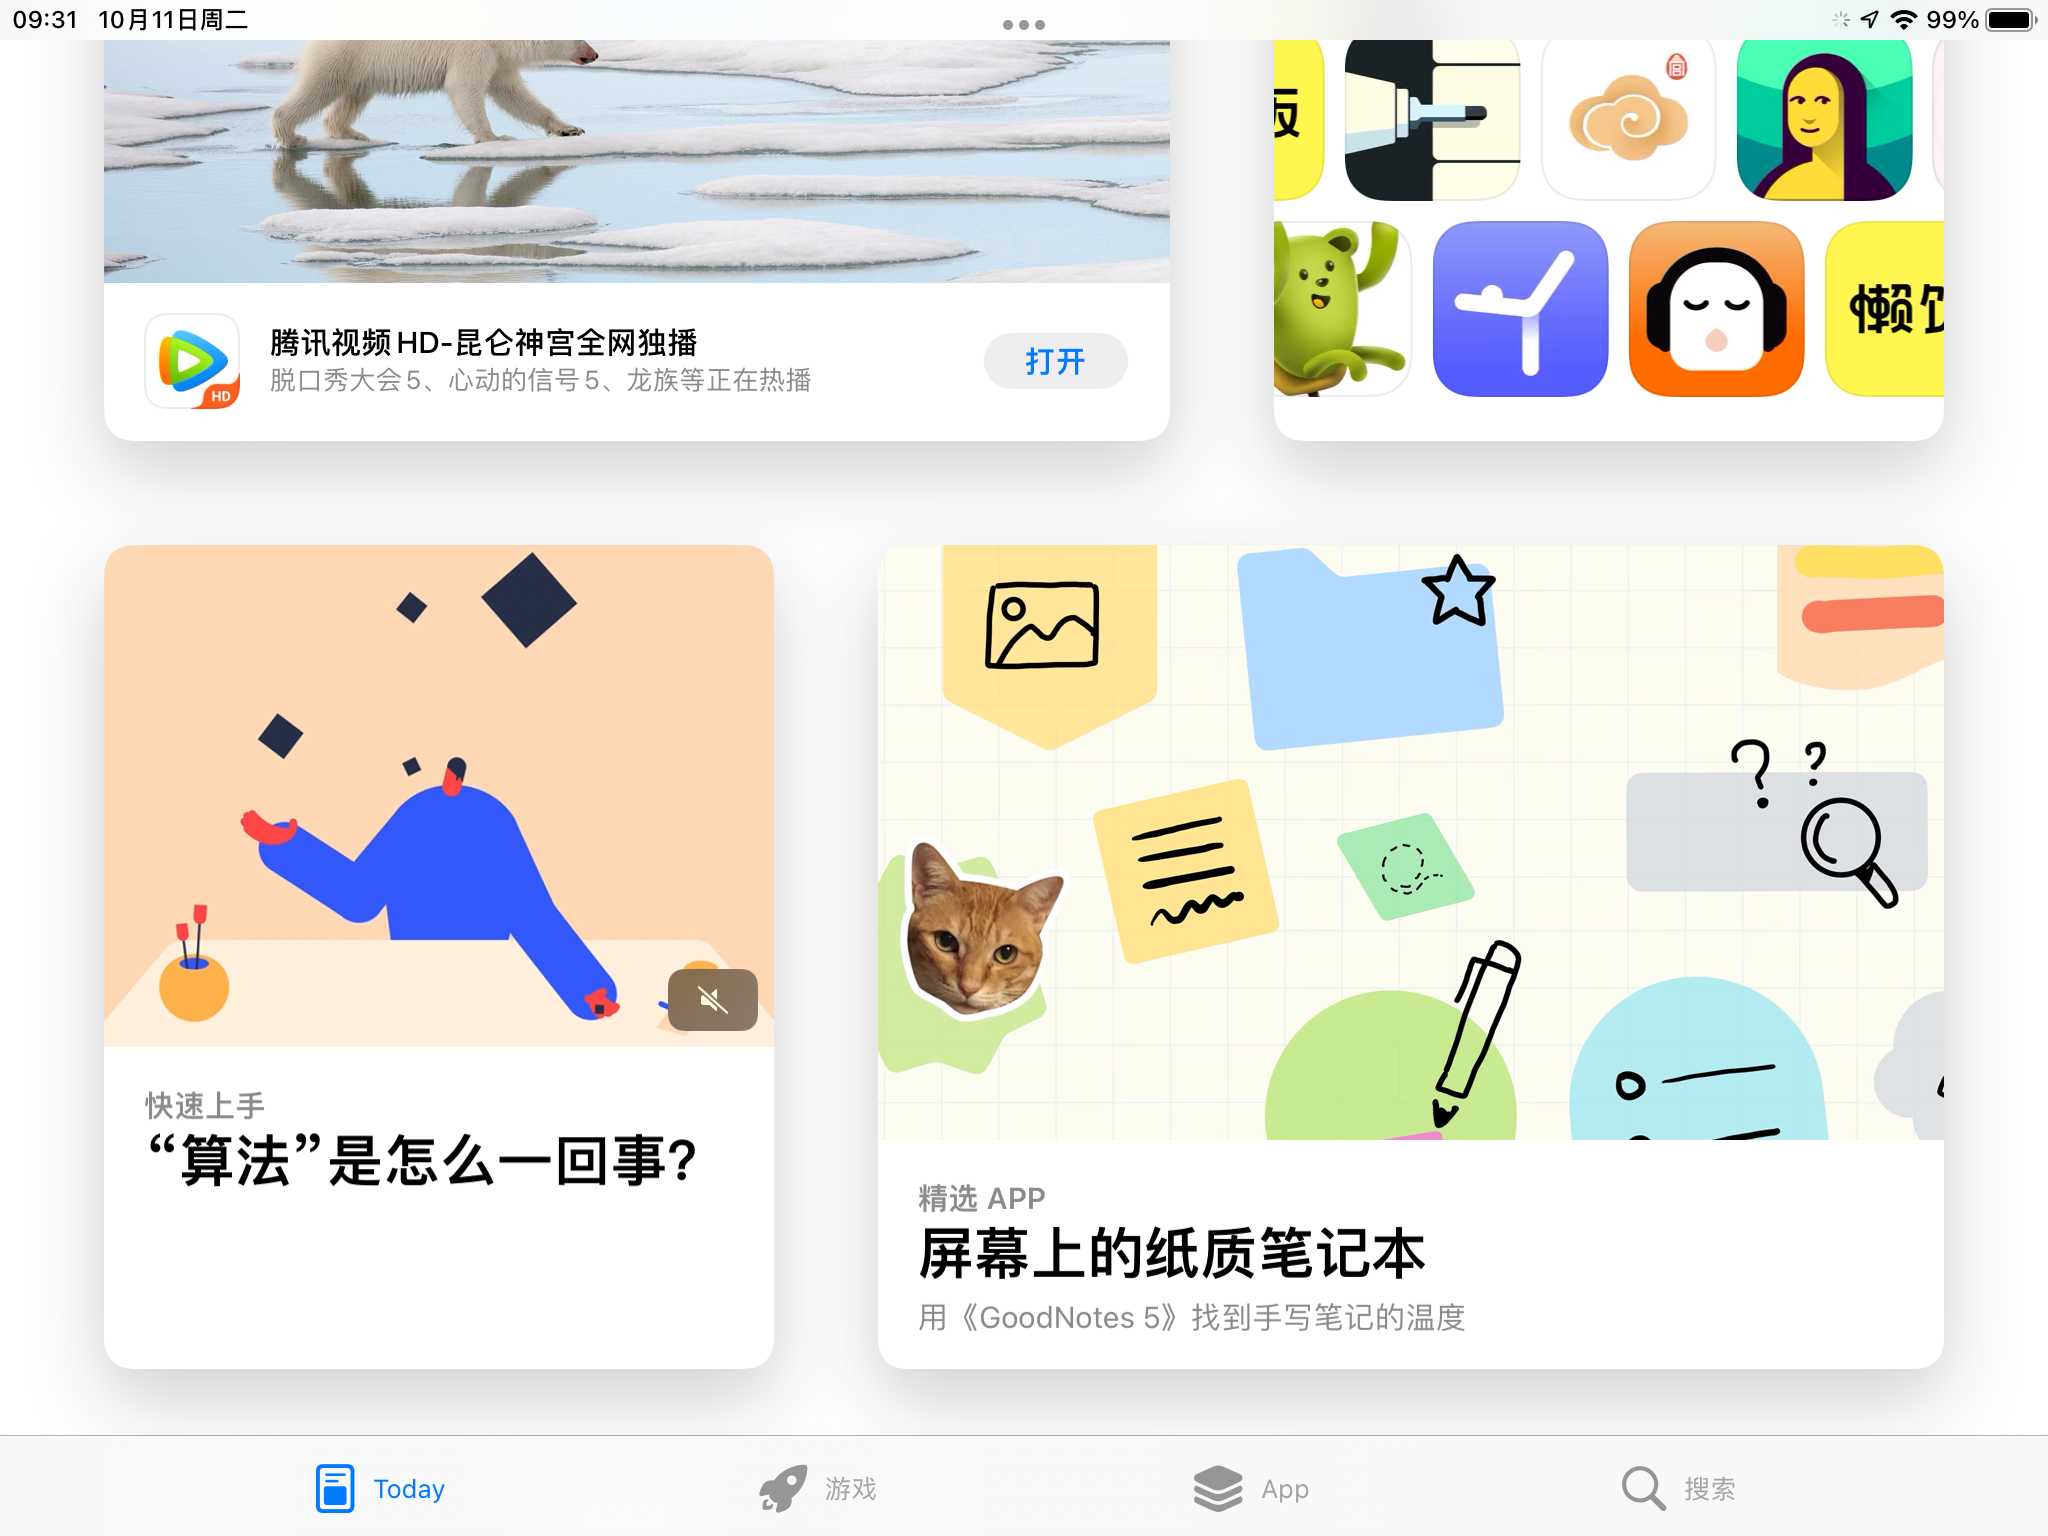 09:31 10月11日周二
99%
腾讯视频HD-昆仑神宫全网独播
脱口秀大会5、心动的信号5、龙族等正在热播
打开
HD
懒饭
快速上手
“算法”是怎么一回事?
精选 APP
屏幕上的纸质笔记本
用《GoodNotes 5》找到手写笔记的温度
Today
游戏
App
搜索